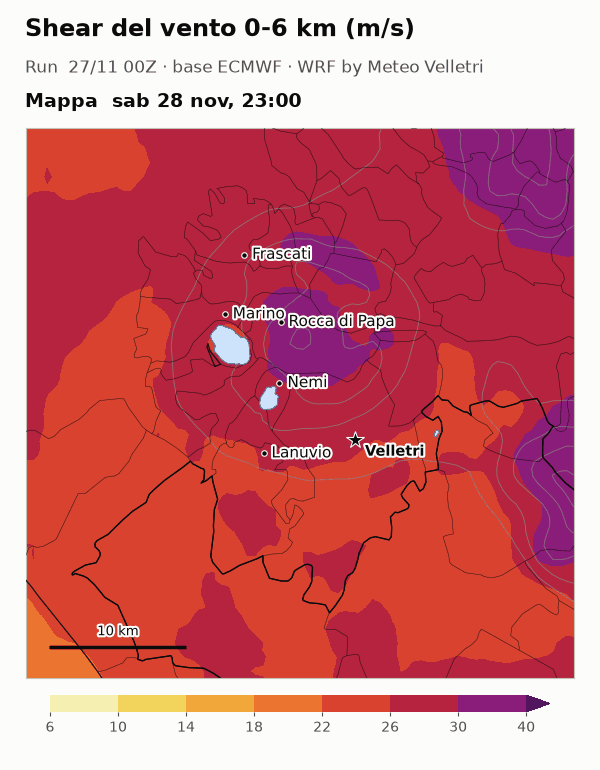 Shear del vento 0-6 km (m/s)
Run  27/11 00Z · base ECMWF · WRF by Meteo Velletri
Mappa  sab 28 nov, 23:00
Frascati
Marino
Rocca di Papa
Nemi
Velletri
Lanuvio
10 km
6 10 14 18 22 26 30 40